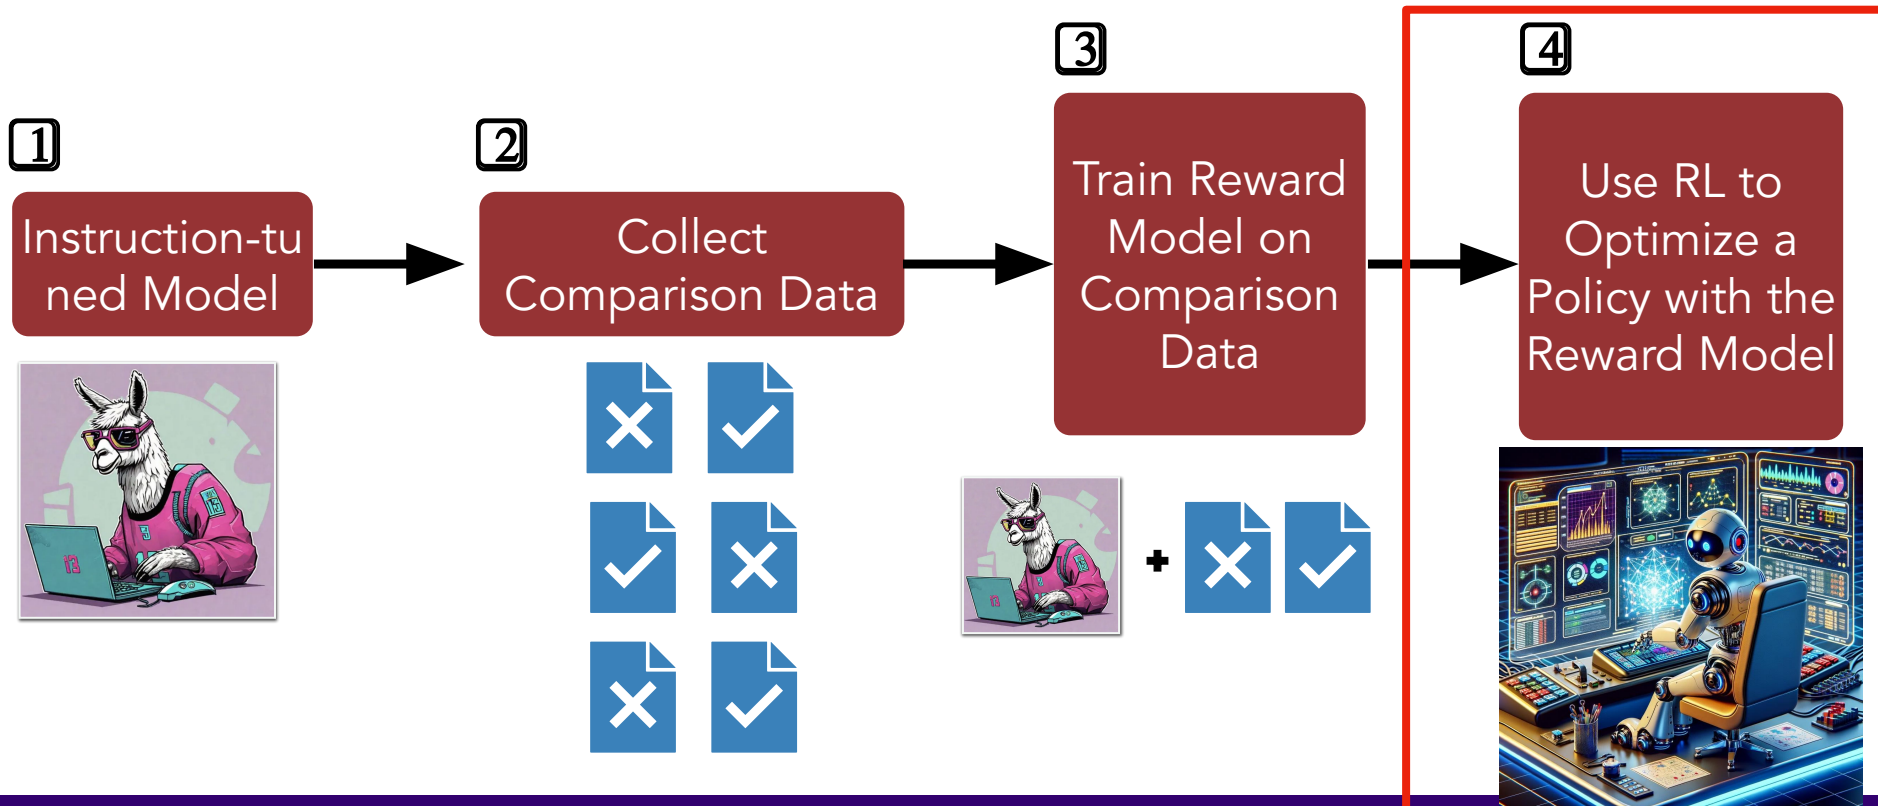 1
Instruction-tu
ned Model
2
Collect
Comparison Data
3
Train Reward
Model on
Comparison
Data
4
Use RL to
Optimize a
Policy with the
Reward Model